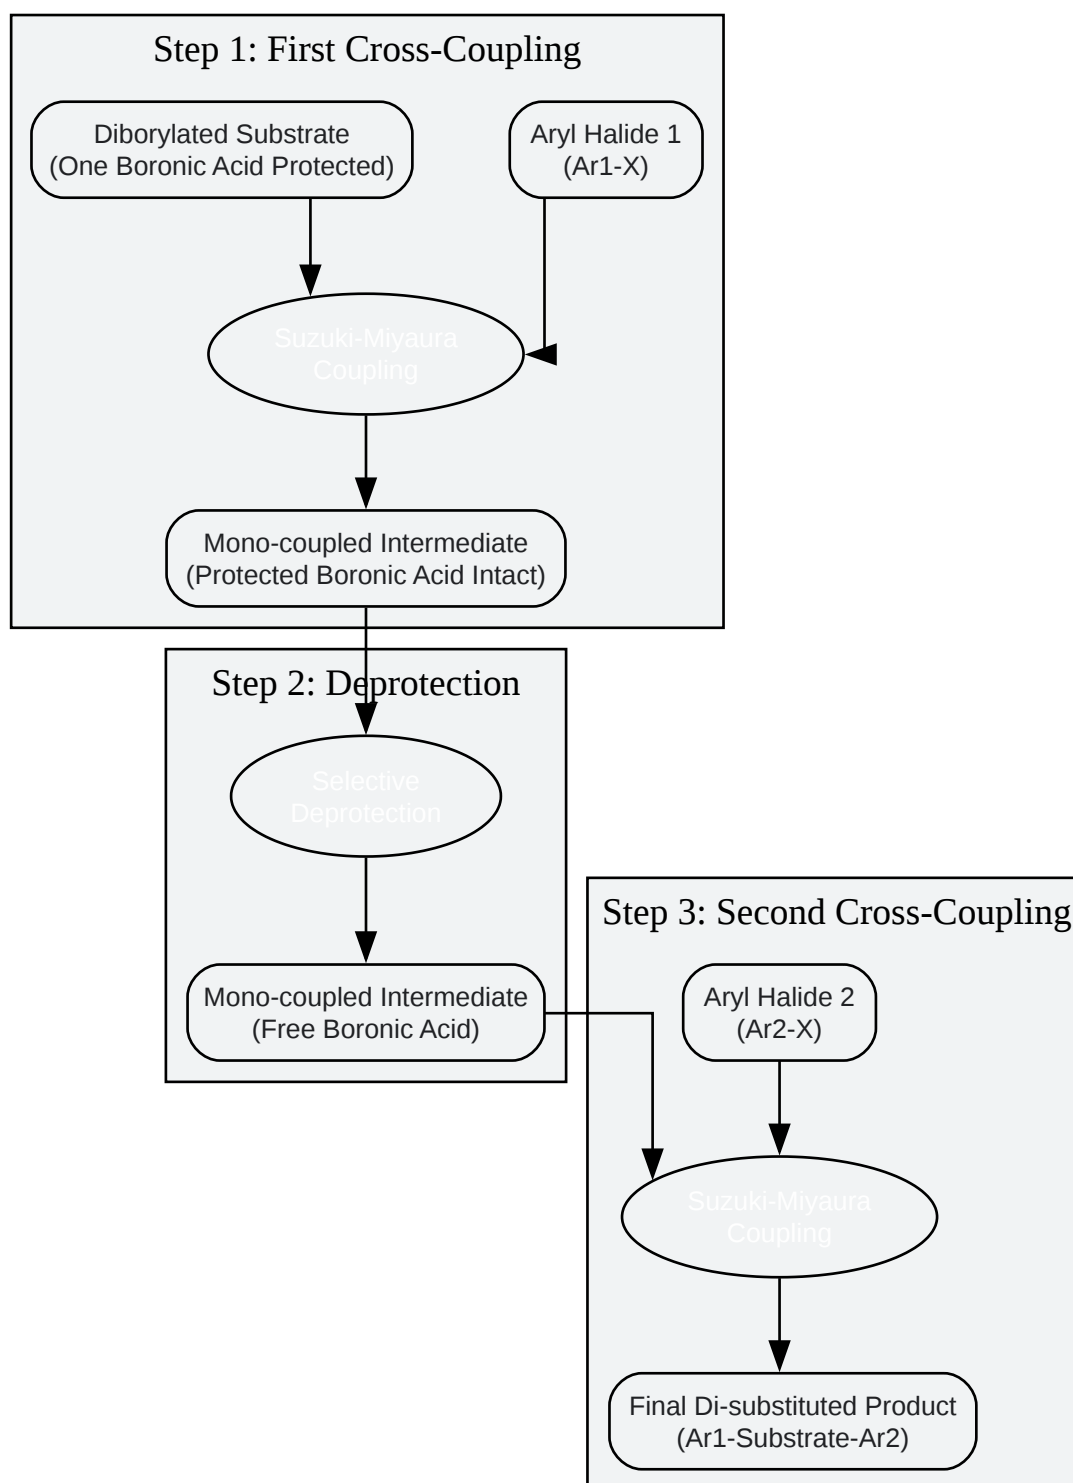 Step 1: First Cross-Coupling
Diborylated Substrate
(One Boronic Acid Protected)
Aryl Halide 1
(Ar1-X)
Suzuki-Miyaura
Coupling
Mono-coupled Intermediate
(Protected Boronic Acid Intact)
Step 2: Deprotection
Selective
Deprotection
Mono-coupled Intermediate
(Free Boronic Acid)
Step 3: Second Cross-Coupling
Aryl Halide 2
(Ar2-X)
Suzuki-Miyaura
Coupling
Final Di-substituted Product
(Ar1-Substrate-Ar2)